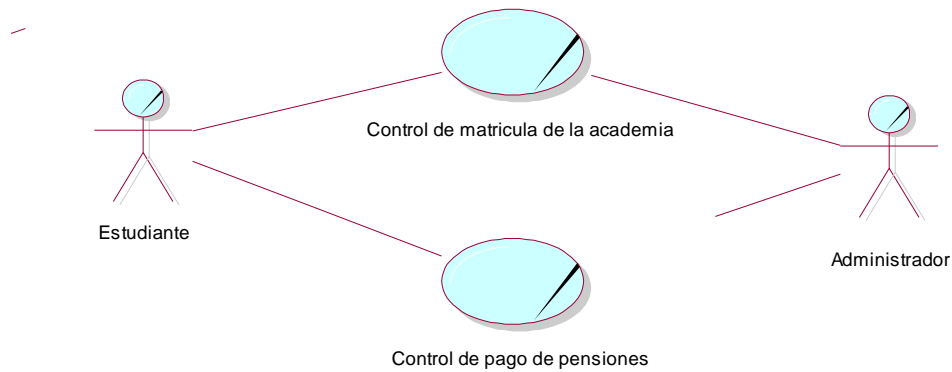 Control de matricula de la academia
Estudiante
Administrador
Control de pago de pensiones